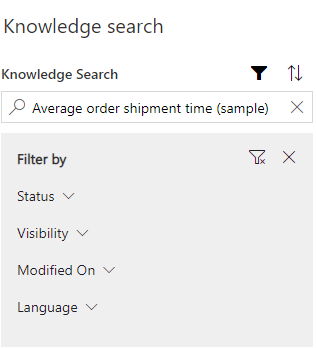 Knowledge search
Knowledge Search
Average order shipment time (sample)
Filter by
Status
Visibility
Modified On
Language